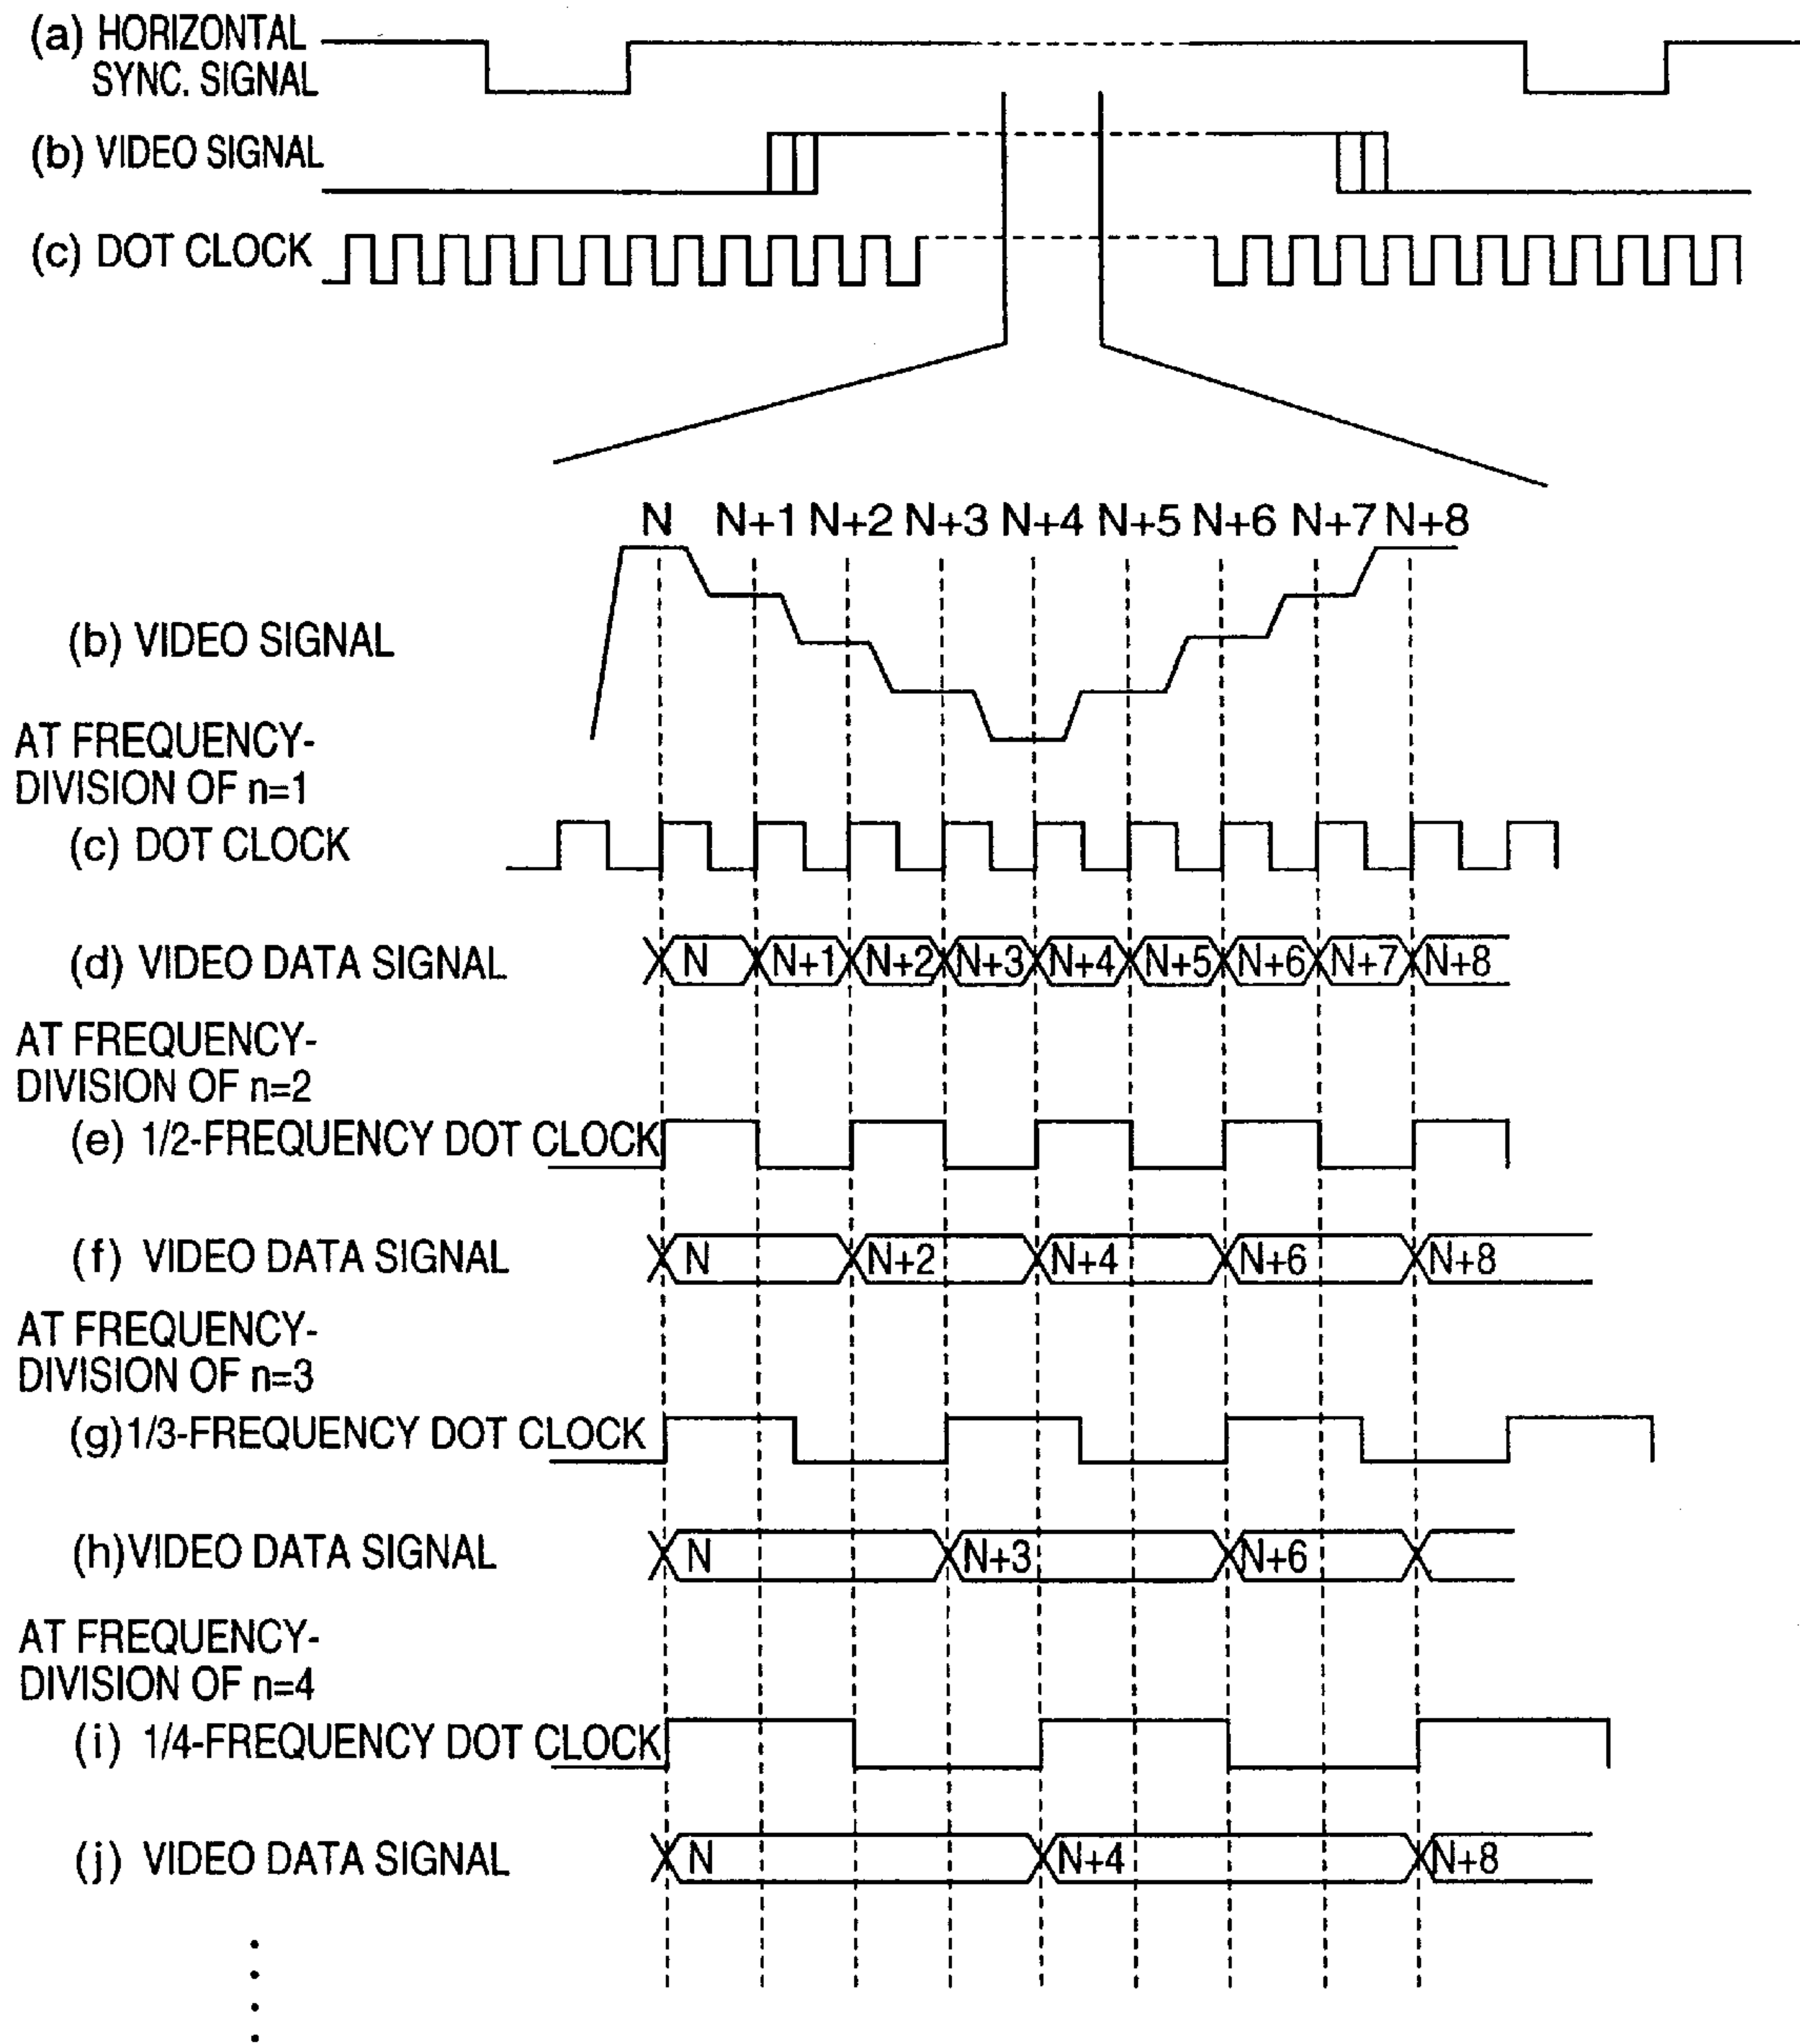 (a) HORIZONTAL
SYNC. SIGNAL
(b) VIDEO SIGNAL
(c) DOT CLOCK
N N+1 N+2 N+3 N+4 N+5 N+6 N+7 N+8
(b) VIDEO SIGNAL
AT FREQUENCY-
DIVISION OF n=1
(c) DOT CLOCK
(d) VIDEO DATA SIGNAL N N+1 N+2 N+3 N+4 N+5 N+6 N+7 N+8
AT FREQUENCY-
DIVISION OF n=2
(e) 1/2-FREQUENCY DOT CLOCK
(f) VIDEO DATA SIGNAL N N+2 N+4 N+6 N+8
AT FREQUENCY-
DIVISION OF n=3
(g) 1/3-FREQUENCY DOT CLOCK
(h) VIDEO DATA SIGNAL N N+3 N+6
AT FREQUENCY-
DIVISION OF n=4
(i) 1/4-FREQUENCY DOT CLOCK
(j) VIDEO DATA SIGNAL N N+4 N+8